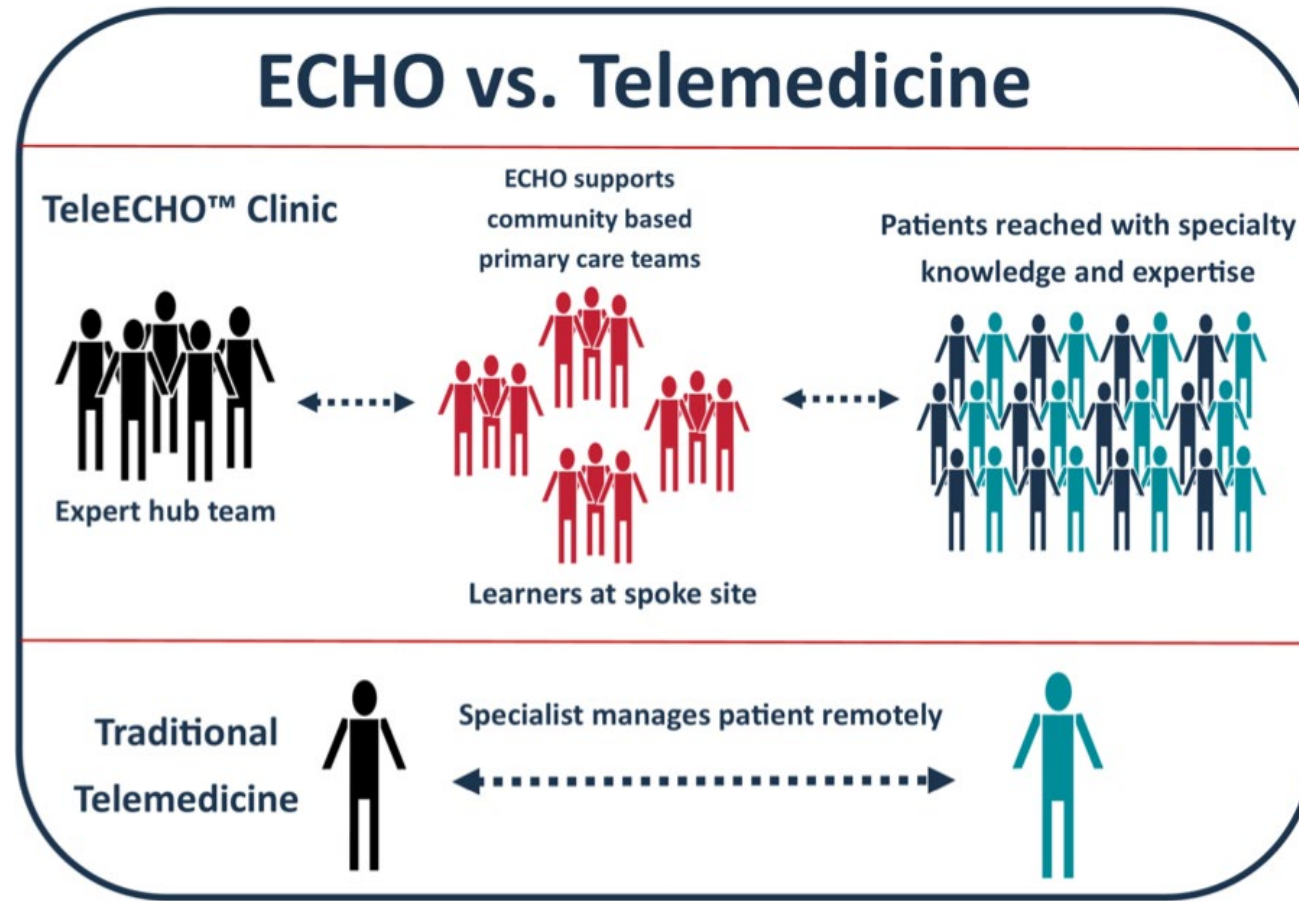 ECHO vs. Telemedicine
TeleECHO™ Clinic
Expert hub team
ECHO supports
community based
primary care teams
Learners at spoke site
Patients reached with specialty
knowledge and expertise
Traditional
Telemedicine
Specialist manages patient remotely